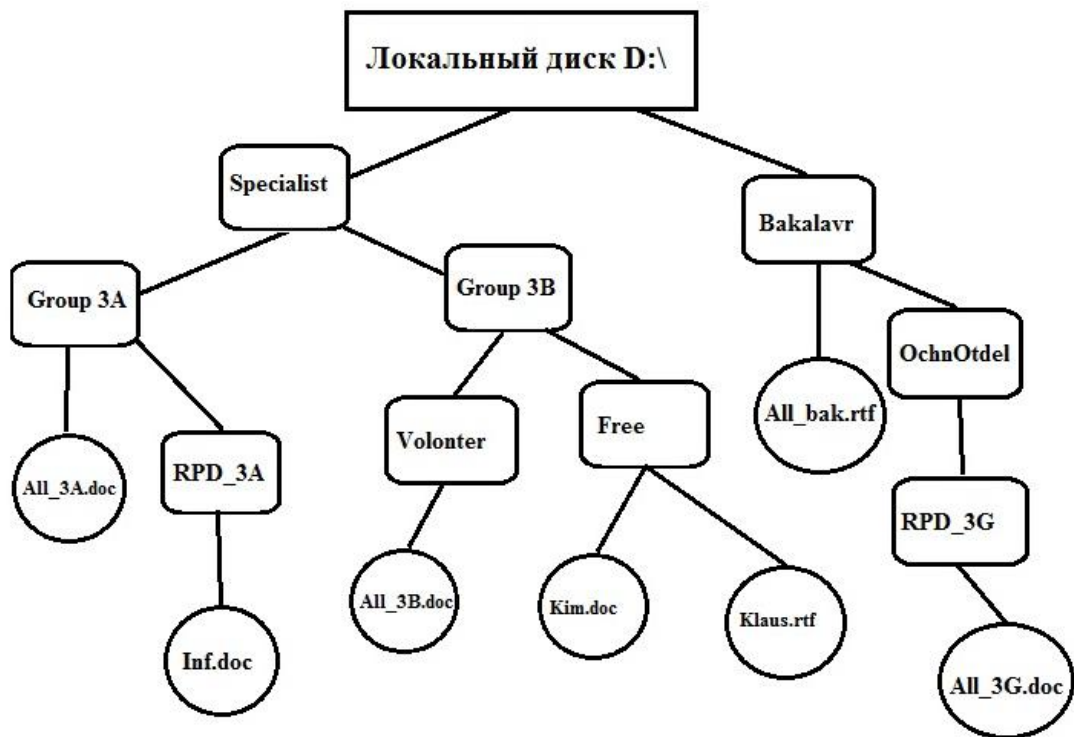 Локальный диск D:\
Specialist
Bakalavr
Group 3A
Group 3B
OchnOtdel
All_bak.rtf
Volonter
Free
RPD_3A
All_3A.doc
RPD_3G
All_3B.doc
Kim.doc
Klaus.rtf
Inf.doc
All_3G.doc